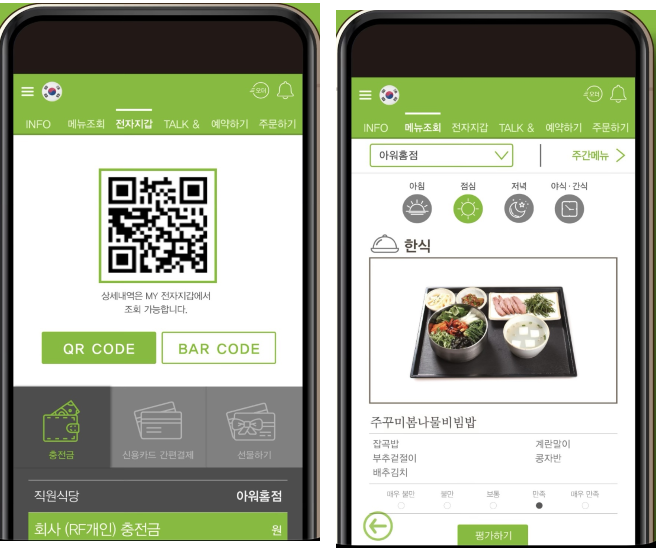 INFO 메뉴조회 전자지갑 TALK & 예약하기 주문하기
상세내역은 MY 전자지갑에서
조회 가능합니다.
QR CODE
BAR CODE
충전금
신용카드 간편결제
선물하기
직원식당 아워홈점
회사 (RF개인) 충전금 원
INFO 메뉴조회 전자지갑 TALK & 예약하기 주문하기
아워홈점
주간메뉴
아침 점심 저녁 야식·간식
한식
주꾸미봄나물비빔밥
잡곡밥 계란말이
부추겉절이 콩자반
배추김치
매우 불만 불만 보통 만족 매우 만족
평가하기